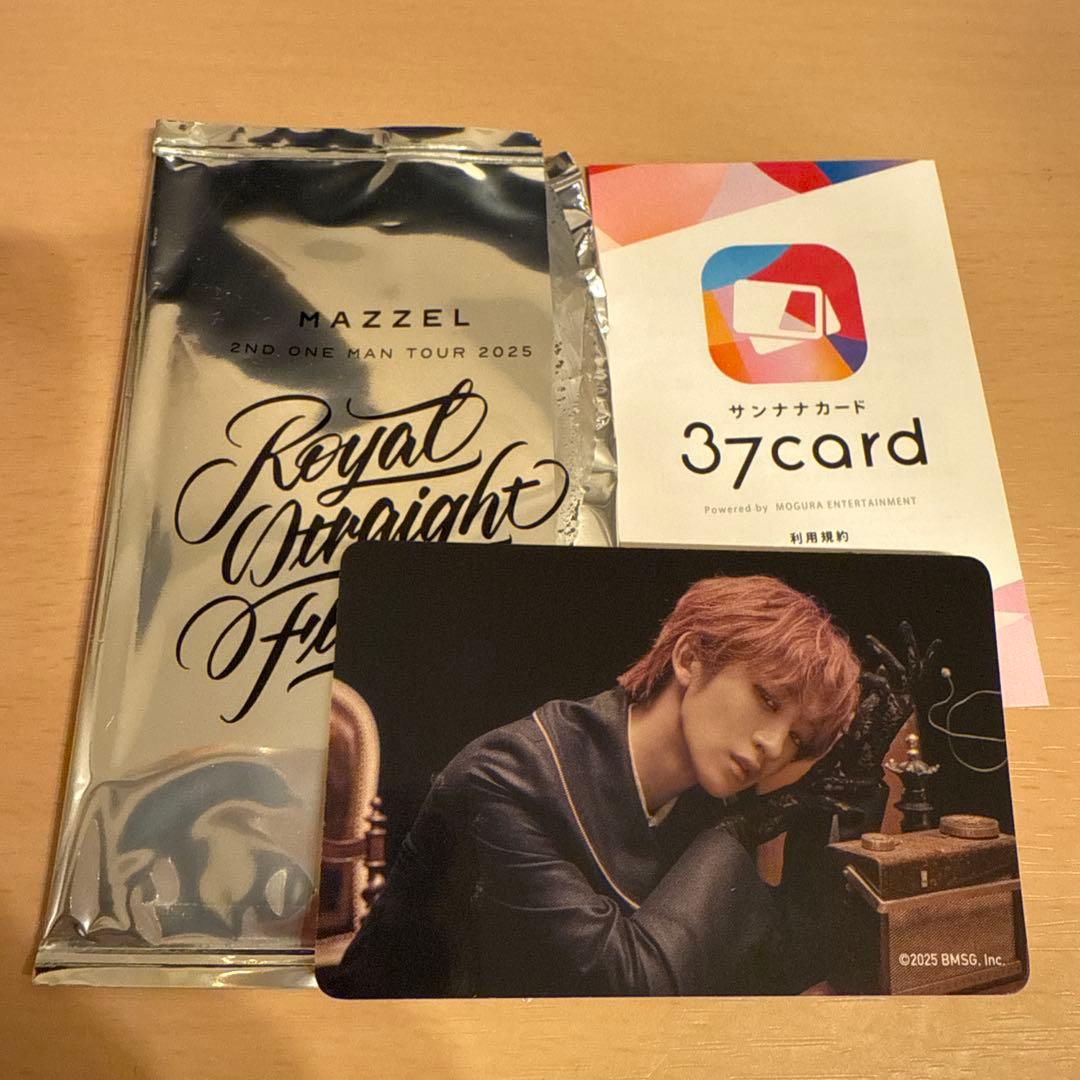 MAZZEL
2ND ONE MAN TOUR 2025
Royal
Straight
サンナナカード
37card
Powered by MOGURA ENTERTAINMENT
利用規約
©2025 BMSG, Inc.